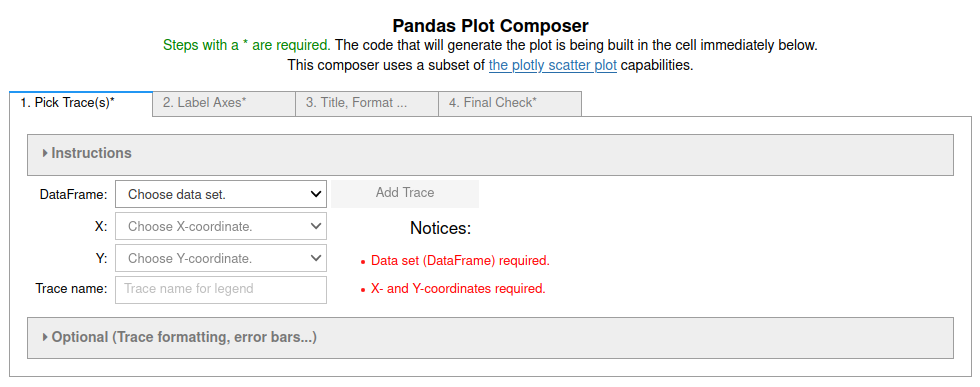 Pandas Plot Composer
Steps with a * are required. The code that will generate the plot is being built in the cell immediately below.
This composer uses a subset of the plotly scatter plot capabilities.
1. Pick Trace(s)* 2. Label Axes* 3. Title, Format ... 4. Final Check*
Instructions
DataFrame: Choose data set. Add Trace
X: Choose X-coordinate. Notices:
Y: Choose Y-coordinate. • Data set (DataFrame) required.
Trace name: Trace name for legend • X- and Y-coordinates required.
Optional (Trace formatting, error bars...)